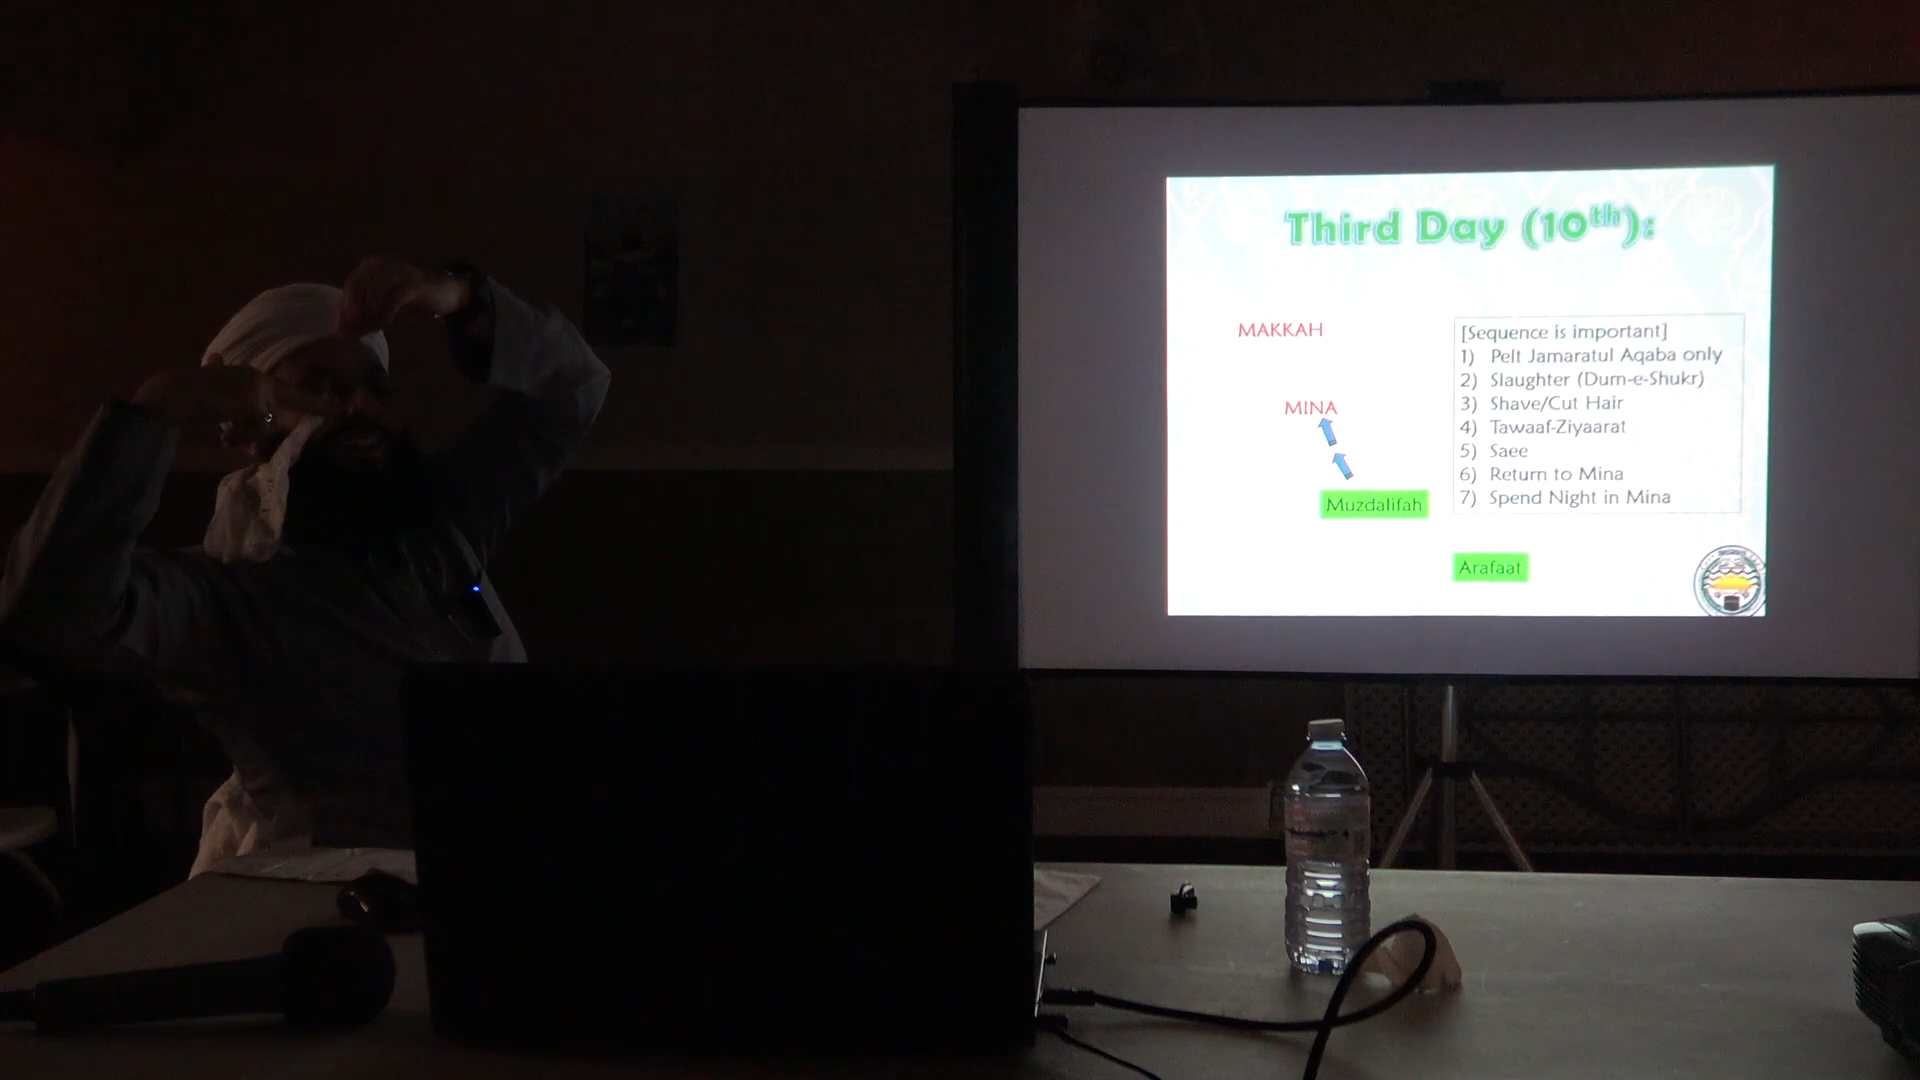 Third Day (10th):
MAKKAH
MINA
Muzdalifah
Arafaat
[Sequence is important]
1) Pelt Jamaratul Aqaba only
2) Slaughter (Dum-e-Shukr)
3) Shave/Cut Hair
4) Tawaaf-Ziyaarat
5) Saee
6) Return to Mina
7) Spend Night in Mina